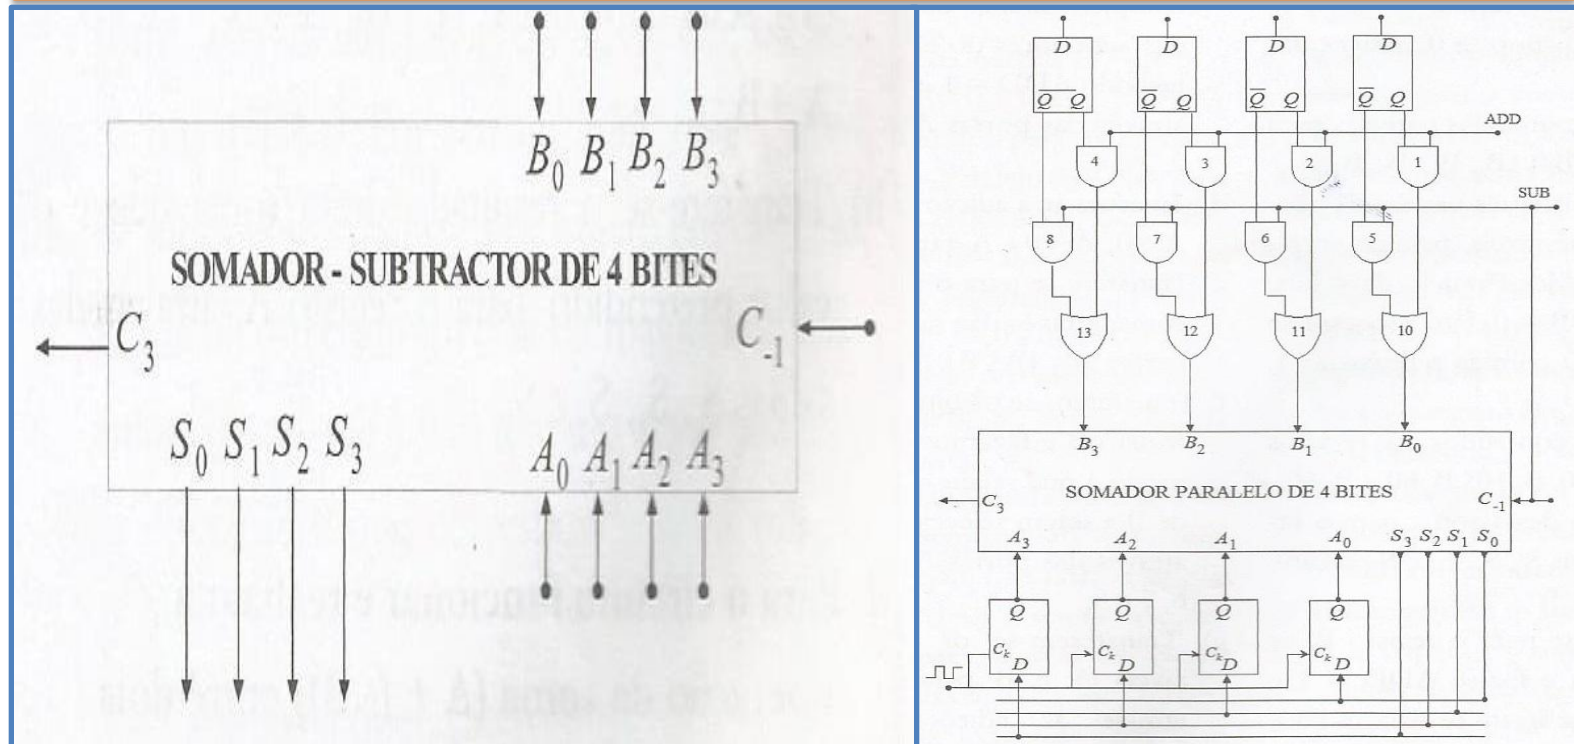 B0 B1 B2 B3
SOMADOR - SUBTRACTOR DE 4 BITES
C3
C-1
S0 S1 S2 S3
A0 A1 A2 A3
D D D D
Q̅ Q Q̅ Q Q̅ Q Q̅ Q
ADD
4 3 2 1
SUB
8 7 6 5
13 12 11 10
B3 B2 B1 B0
SOMADOR PARALELO DE 4 BITES
C3
C-1
A3 A2 A1 A0 S3 S2 S1 S0
Q Q Q Q
Ck Ck Ck Ck
D D D D